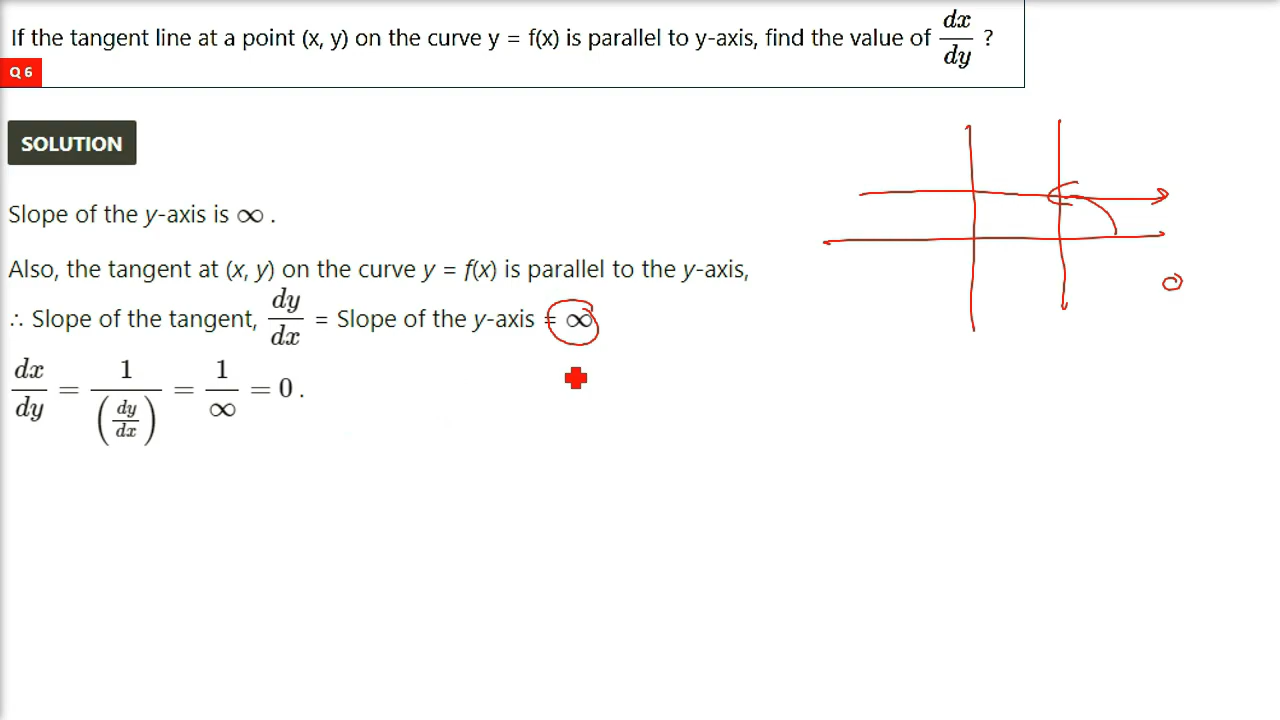 If the tangent line at a point (x, y) on the curve y = f(x) is parallel to y-axis, find the value of dx/dy ?
Q 6
SOLUTION
Slope of the y-axis is ∞ .
Also, the tangent at (x, y) on the curve y = f(x) is parallel to the y-axis,
∴ Slope of the tangent, dy/dx = Slope of the y-axis = ∞
dx/dy = 1/(dy/dx) = 1/∞ = 0 .
0